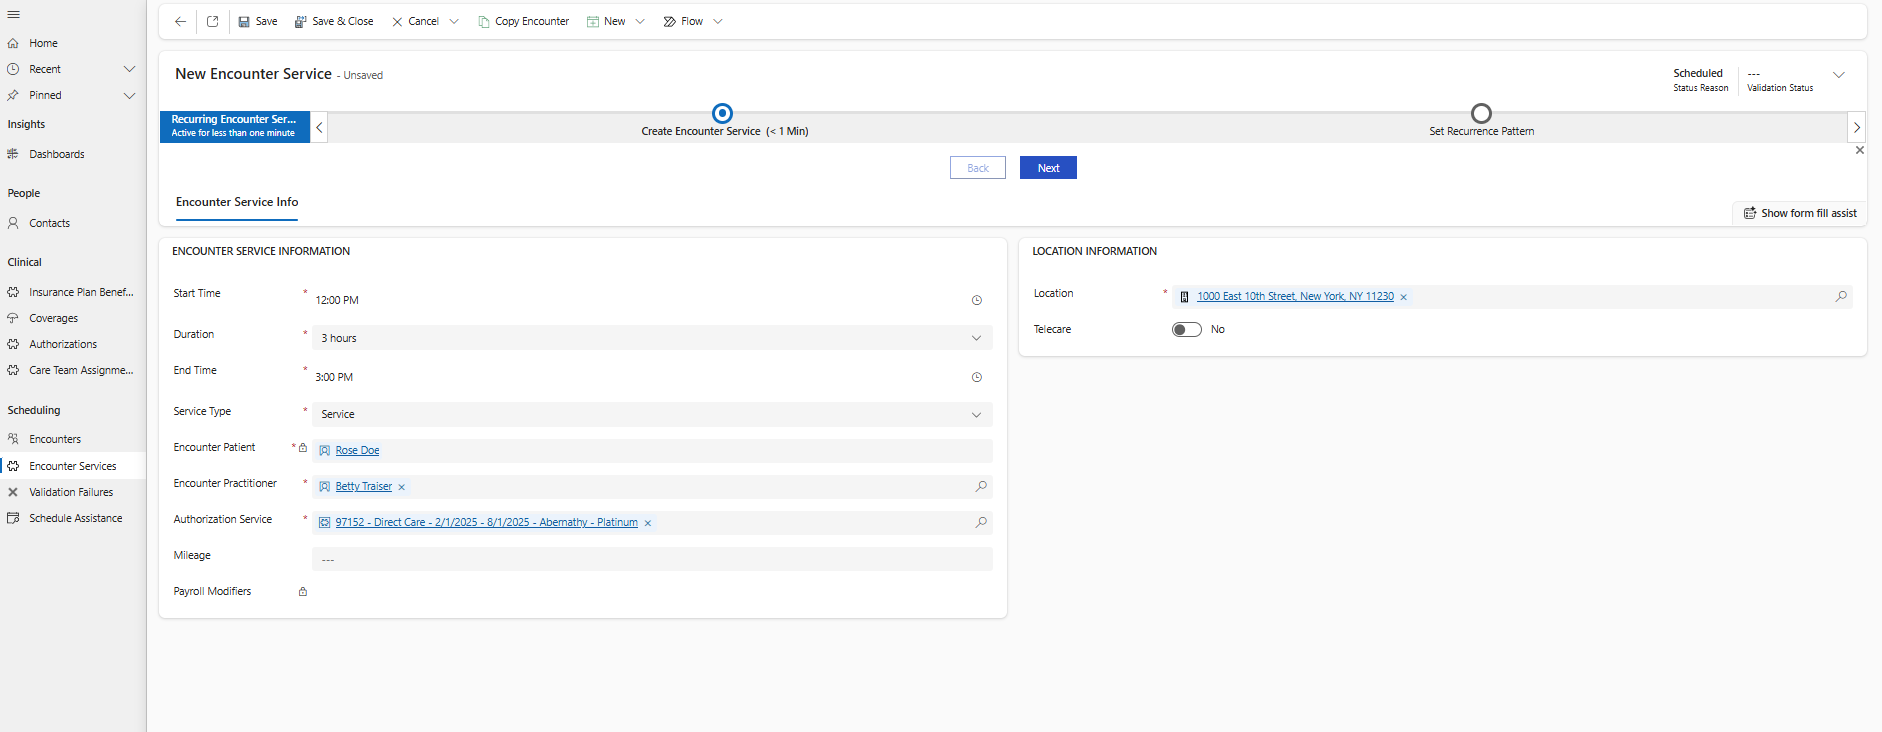 Save
Save & Close
Cancel
Copy Encounter
New
Flow
Home
Recent
Pinned
Insights
Dashboards
People
Contacts
Clinical
Insurance Plan Benef...
Coverages
Authorizations
Care Team Assignme...
Scheduling
Encounters
Encounter Services
Validation Failures
Schedule Assistance
New Encounter Service - Unsaved
Scheduled
Status Reason
---
Validation Status
Recurring Encounter Ser...
Active for less than one minute
Create Encounter Service (< 1 Min)
Set Recurrence Pattern
Back
Next
Encounter Service Info
Show form fill assist
ENCOUNTER SERVICE INFORMATION
Start Time * 12:00 PM
Duration * 3 hours
End Time * 3:00 PM
Service Type * Service
Encounter Patient * Rose Doe
Encounter Practitioner * Betty Traiser
Authorization Service * 97152 - Direct Care - 2/1/2025 - 8/1/2025 - Abernathy - Platinum
Mileage ---
Payroll Modifiers
LOCATION INFORMATION
Location * 1000 East 10th Street, New York, NY 11230
Telecare No